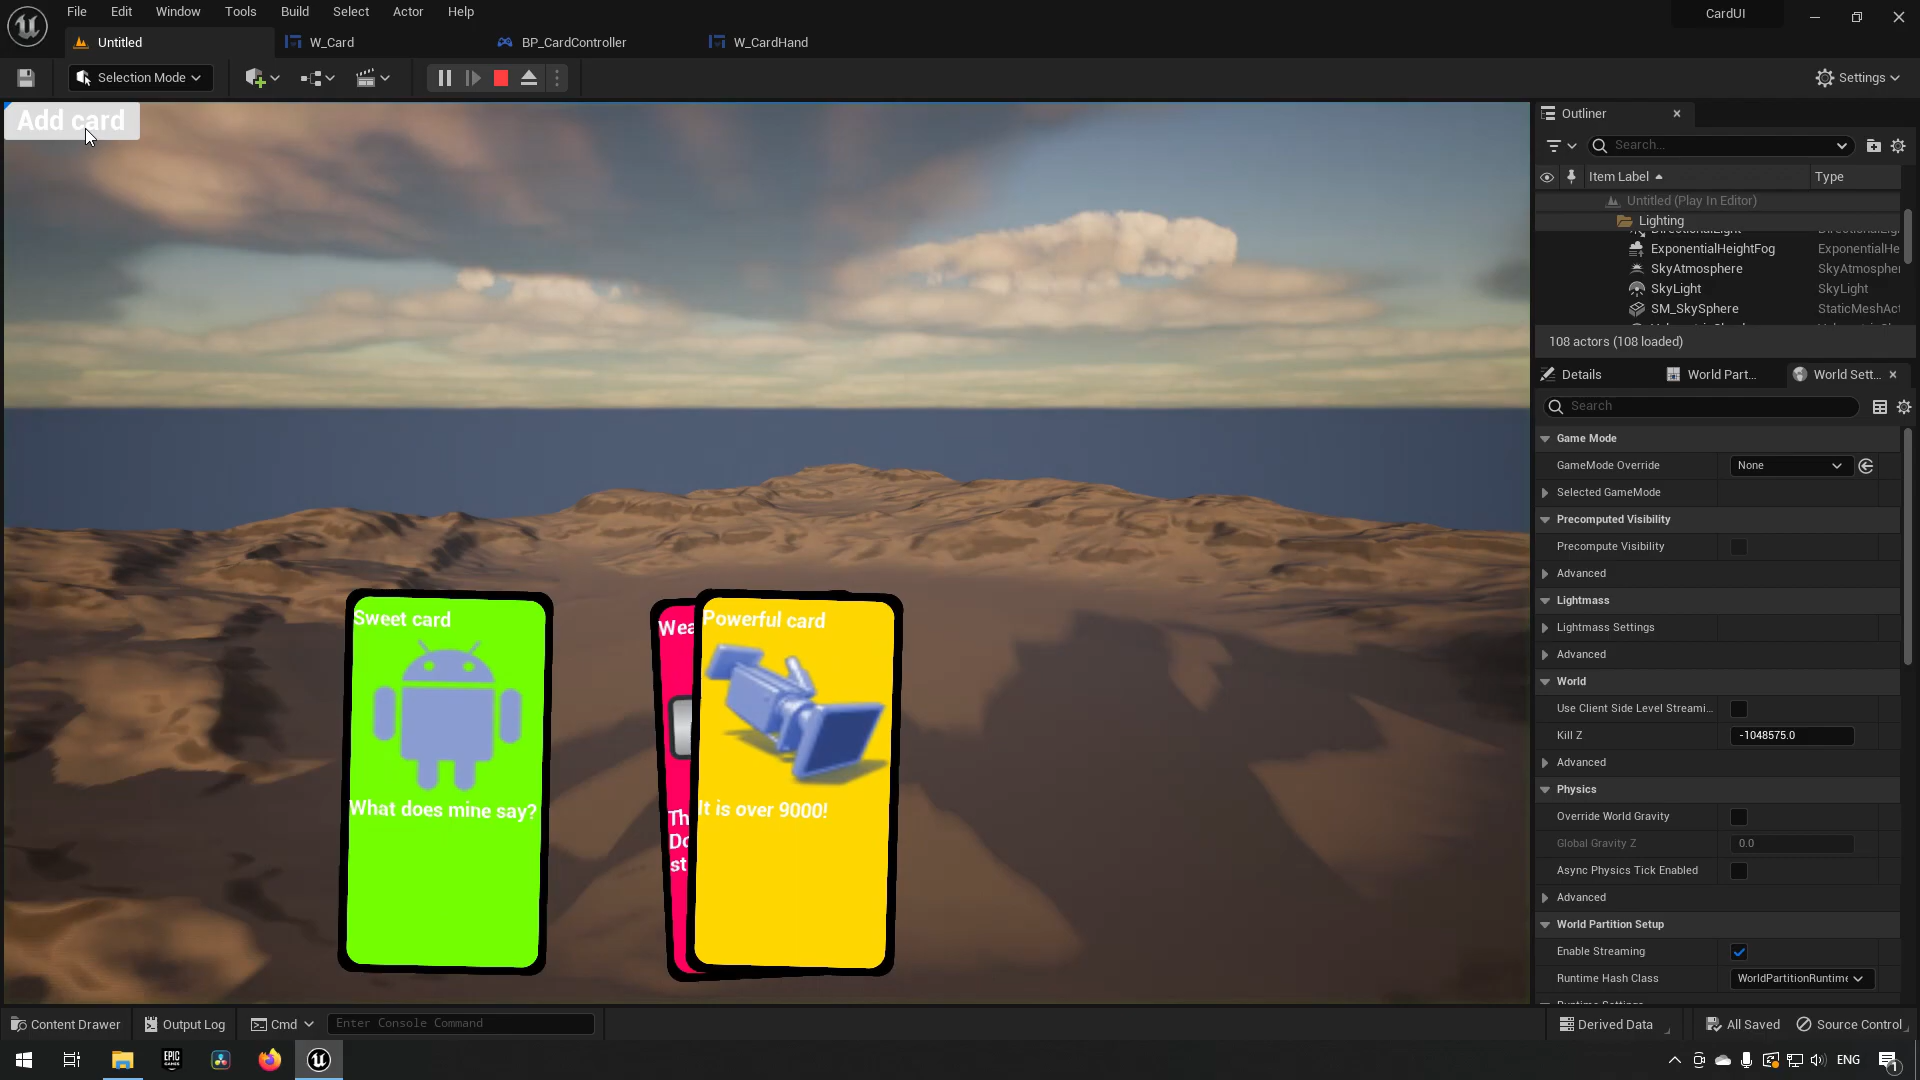 File Edit Window Tools Build Select Actor Help
CardUI
Untitled W_Card BP_CardController W_CardHand
Selection Mode
Settings
Add card
Outliner
Search...
Item Label Type
Untitled (Play In Editor)
Lighting
DirectionalLight
ExponentialHeightFog ExponentialHe
SkyAtmosphere SkyAtmospher
SkyLight SkyLight
SM_SkySphere StaticMeshAct
108 actors (108 loaded)
Details World Part... World Sett...
Search
Game Mode
GameMode Override None
Selected GameMode
Precomputed Visibility
Precompute Visibility
Advanced
Lightmass
Lightmass Settings
Advanced
World
Use Client Side Level Streami...
Kill Z -1048575.0
Advanced
Physics
Override World Gravity
Global Gravity Z 0.0
Async Physics Tick Enabled
Advanced
World Partition Setup
Enable Streaming
Runtime Hash Class WorldPartitionRuntime
Sweet card
What does mine say?
Wea
Th
Do
st
Powerful card
It is over 9000!
Content Drawer Output Log Cmd Enter Console Command
Derived Data All Saved Source Control
EPIC GAMES
ENG
1